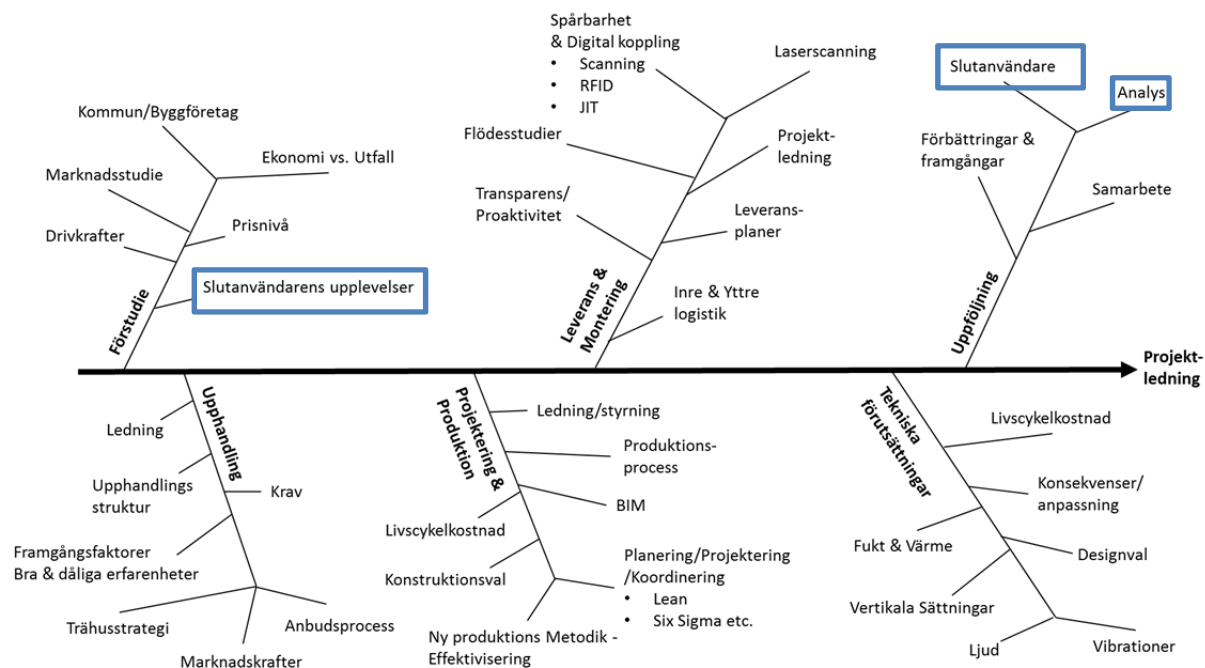 Spårbarhet
& Digital koppling
• Scanning
• RFID
• JIT
Laserscanning
Slutanvändare
Analys
Kommun/Byggföretag
Flödesstudier
Projekt-
ledning
Förbättringar &
framgångar
Ekonomi vs. Utfall
Marknadsstudie
Transparens/
Proaktivitet
Samarbete
Drivkrafter
Prisnivå
Leverans-
planer
Slutanvändarens upplevelser
Inre & Yttre
logistik
Förstudie
Leverans &
Montering
Uppföljning
Projekt-
ledning
Upphandling
Ledning
Upphandlings
struktur
Krav
Framgångsfaktorer
Bra & dåliga erfarenheter
Trähusstrategi
Anbudsprocess
Marknadskrafter
Projektering &
Produktion
Ledning/styrning
Produktions-
process
BIM
Livscykelkostnad
Konstruktionsval
Planering/Projektering
/Koordinering
• Lean
• Six Sigma etc.
Ny produktions Metodik -
Effektivisering
Tekniska
förutsättningar
Livscykelkostnad
Konsekvenser/
anpassning
Fukt & Värme
Designval
Vertikala Sättningar
Ljud
Vibrationer